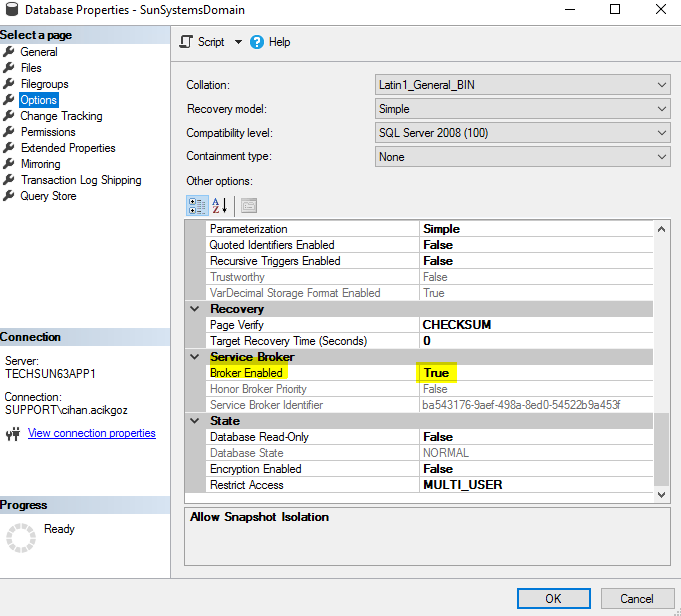 Database Properties - SunSystemsDomain
Select a page
General
Files
Filegroups
Options
Change Tracking
Permissions
Extended Properties
Mirroring
Transaction Log Shipping
Query Store
Connection
Server:
TECHSUN63APP1
Connection:
SUPPORT\cihan.acikgoz
View connection properties
Progress
Ready
Script Help
Collation: Latin1_General_BIN
Recovery model: Simple
Compatibility level: SQL Server 2008 (100)
Containment type: None
Other options:
Parameterization Simple
Quoted Identifiers Enabled False
Recursive Triggers Enabled False
Trustworthy False
VarDecimal Storage Format Enabled True
Recovery
Page Verify CHECKSUM
Target Recovery Time (Seconds) 0
Service Broker
Broker Enabled True
Honor Broker Priority False
Service Broker Identifier ba543176-9aef-498a-8ed0-54522b9a453f
State
Database Read-Only False
Database State NORMAL
Encryption Enabled False
Restrict Access MULTI_USER
Allow Snapshot Isolation
OK Cancel